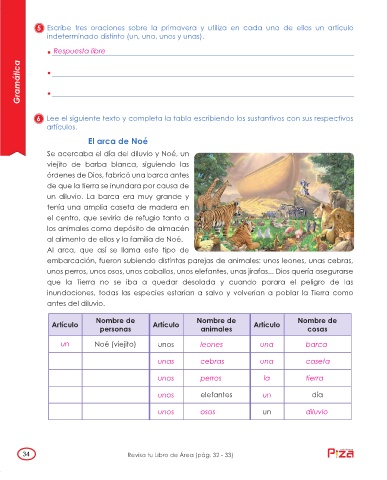 5 Escribe tres oraciones sobre la primavera y utiliza en cada una de ellas un artículo
indeterminado distinto (un, uno, unos y unas).
• Respuesta libre
•
•
Gramática
6 Lee el siguiente texto y completa la tabla escribiendo los sustantivos con sus respectivos
artículos.
El arca de Noé
Se acercaba el día del diluvio y Noé, un
viejito de barba blanca, siguiendo las
órdenes de Dios, fabricó una barca antes
de que la tierra se inundara por causa de
un diluvio. La barca era muy grande y
tenía una amplia caseta de madera en
el centro, que seviría de refugio tanto a
los animales como depósito de almacén
al alimento de ellos y la familia de Noé.
Al arca, que así se llama este tipo de
embarcación, fueron subiendo distintas parejas de animales: unos leones, unas cebras,
unos perros, unos osos, unos caballos, unos elefantes, unas jirafas... Dios quería asegurarse
que la Tierra no se iba a quedar desolada y cuando parara el peligro de las
inundaciones, todas las especies estarían a salvo y volverían a poblar la Tierra como
antes del diluvio.
Artículo Nombre de personas Artículo Nombre de animales Artículo Nombre de cosas
un Noé (viejito) unos leones una barca
unas cebras una caseta
unos perros la tierra
unos elefantes un día
unos osos un diluvio
34 Revisa tu Libro de Área (pág. 32 - 33) Piza